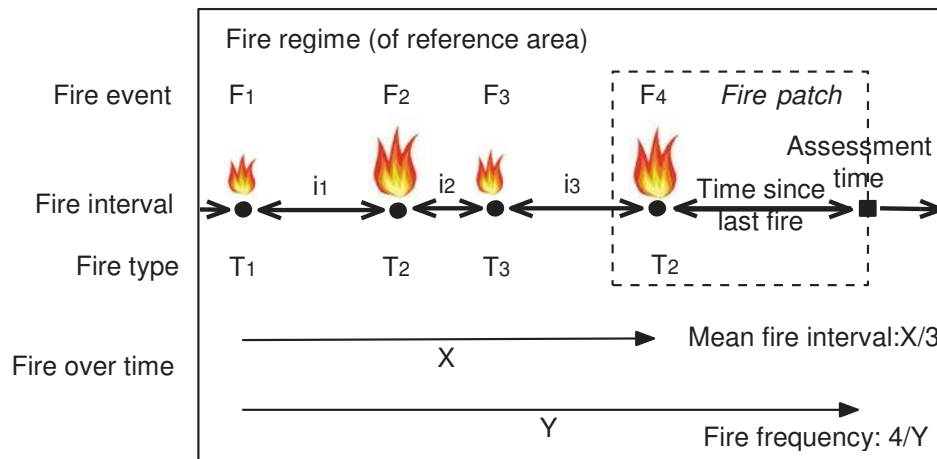 Fire regime (of reference area)
Fire event F1 F2 F3 F4 Fire patch
Assessment
time
Fire interval i1 i2 i3 Time since
last fire
Fire type T1 T2 T3 T2
Mean fire interval:X/3
X
Fire over time
Y
Fire frequency: 4/Y